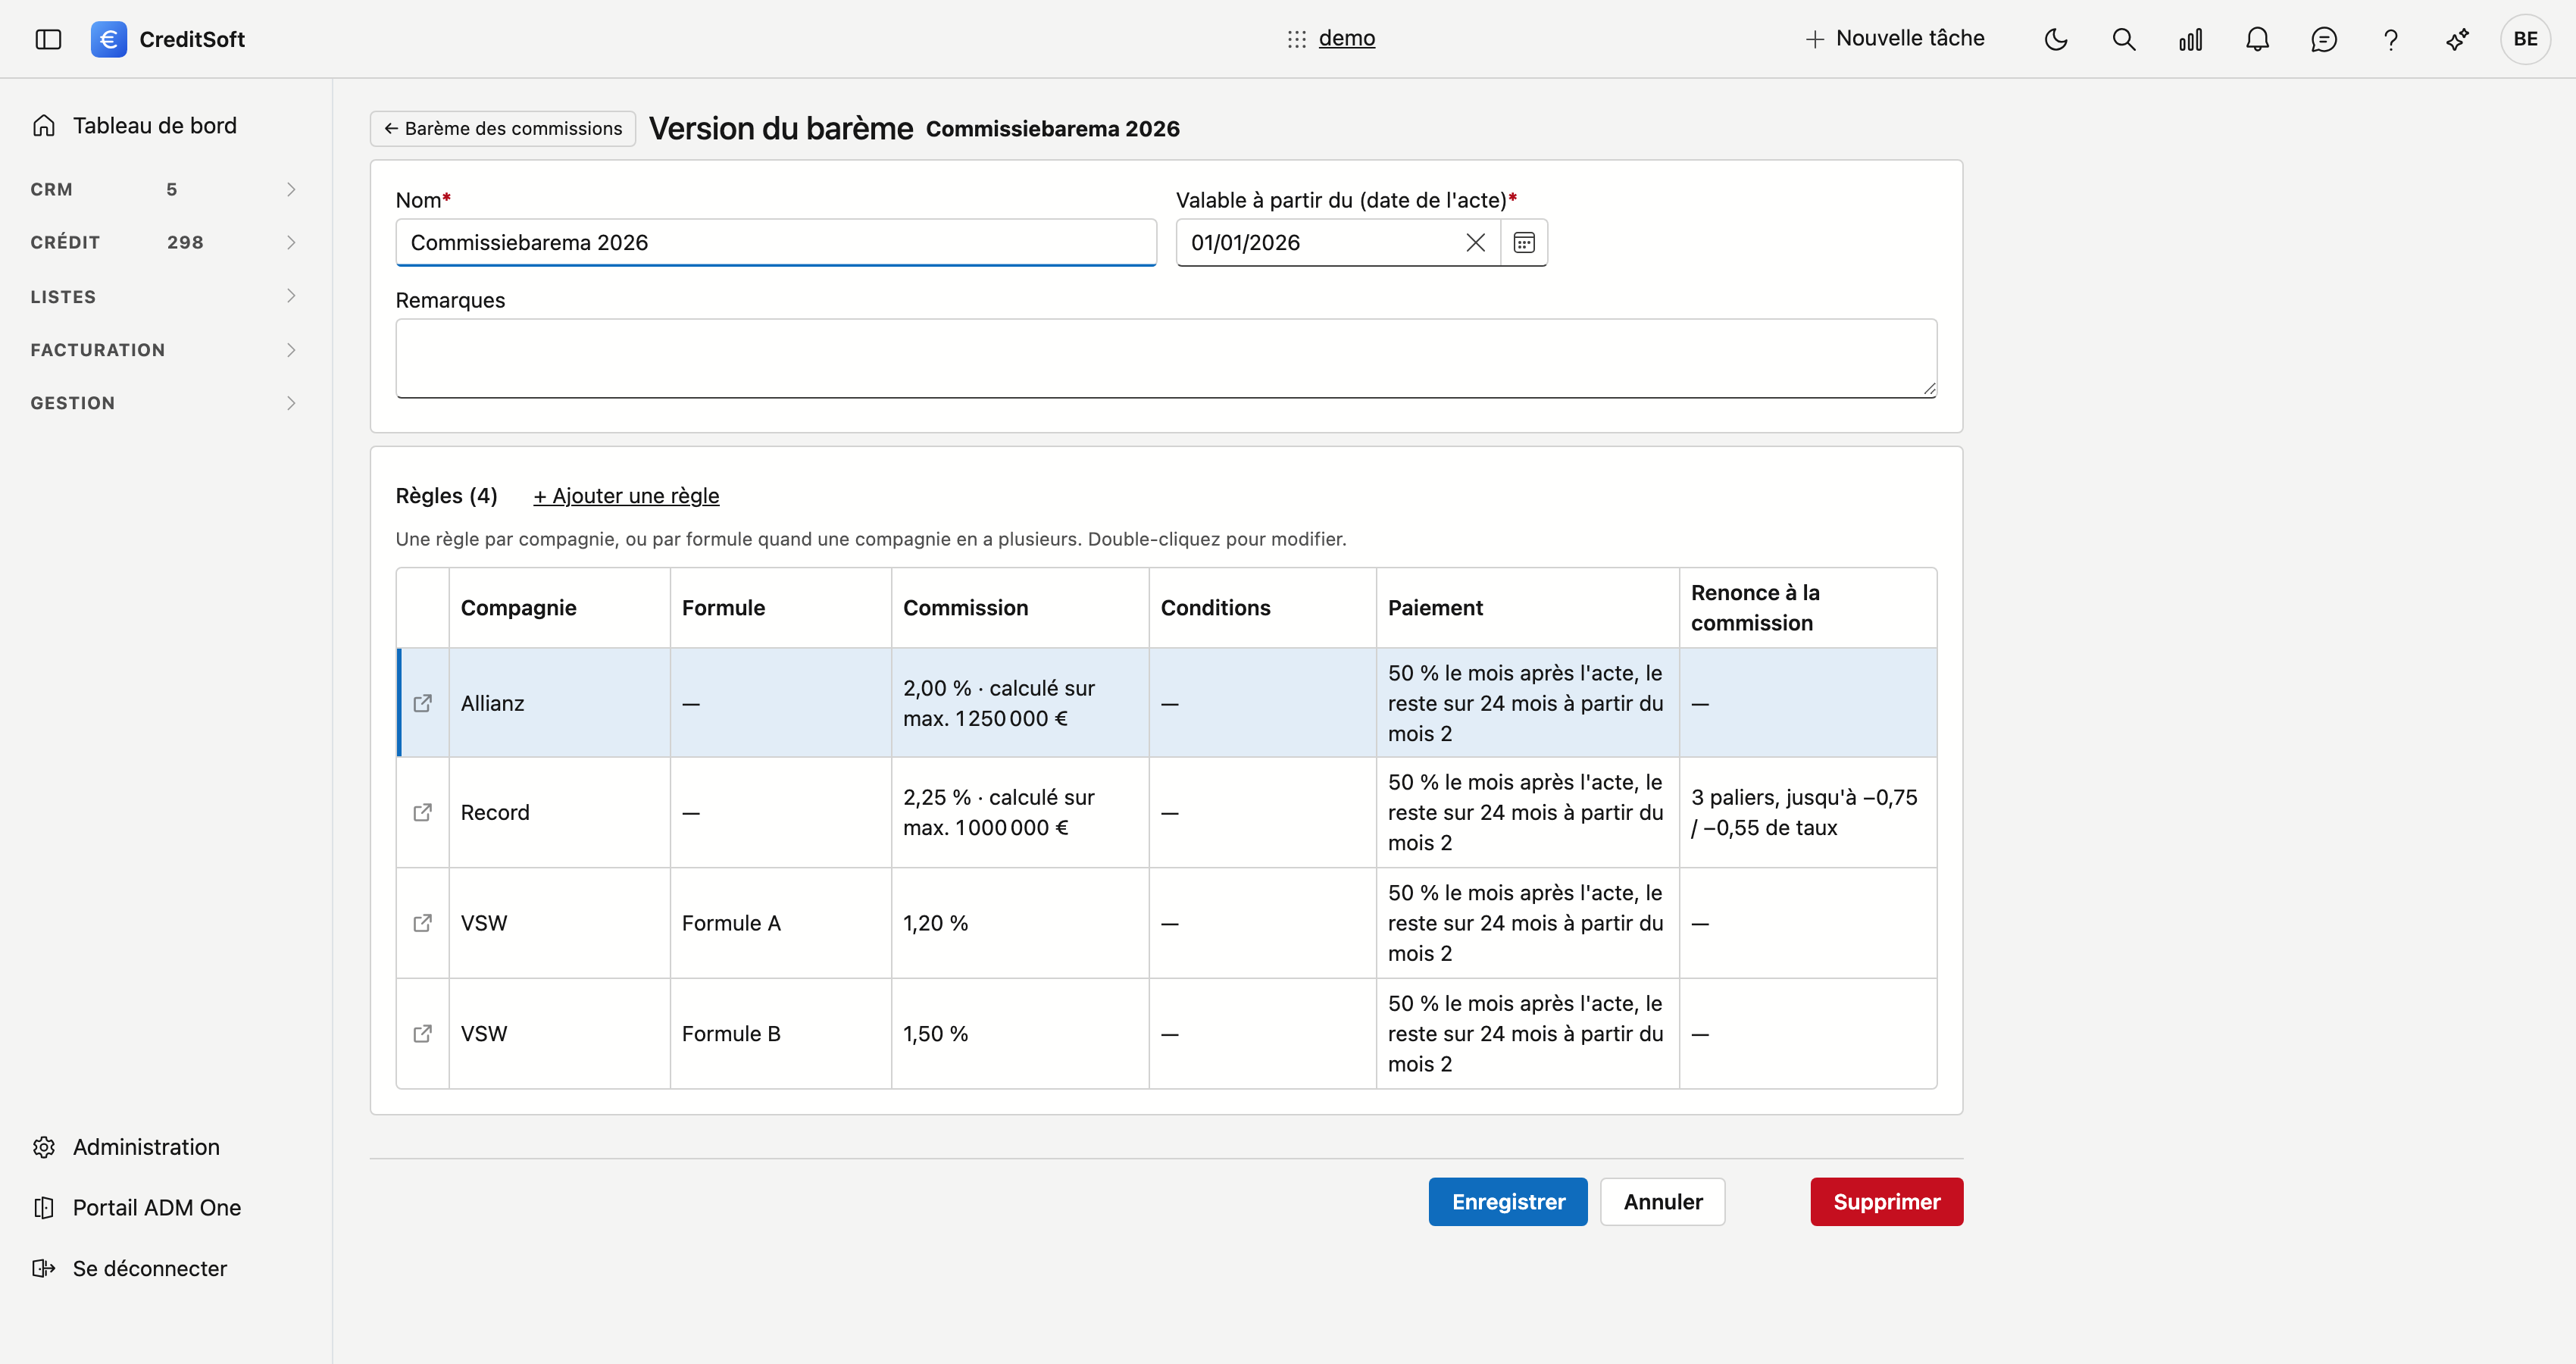 € CreditSoft
demo
Nouvelle tâche
BE
Tableau de bord
CRM 5
CRÉDIT 298
LISTES
FACTURATION
GESTION
Administration
Portail ADM One
Se déconnecter
← Barème des commissions Version du barème Commissiebarema 2026
Nom* Valable à partir du (date de l'acte)*
Commissiebarema 2026 01/01/2026
Remarques
Règles (4) + Ajouter une règle
Une règle par compagnie, ou par formule quand une compagnie en a plusieurs. Double-cliquez pour modifier.
Compagnie Formule Commission Conditions Paiement Renonce à la
commission
Allianz — 2,00 % · calculé sur
max. 1 250 000 € — 50 % le mois après l'acte, le
reste sur 24 mois à partir du
mois 2 —
Record — 2,25 % · calculé sur
max. 1 000 000 € — 50 % le mois après l'acte, le
reste sur 24 mois à partir du
mois 2 3 paliers, jusqu'à −0,75
/ −0,55 de taux
VSW Formule A 1,20 % — 50 % le mois après l'acte, le
reste sur 24 mois à partir du
mois 2 —
VSW Formule B 1,50 % — 50 % le mois après l'acte, le
reste sur 24 mois à partir du
mois 2 —
Enregistrer Annuler Supprimer